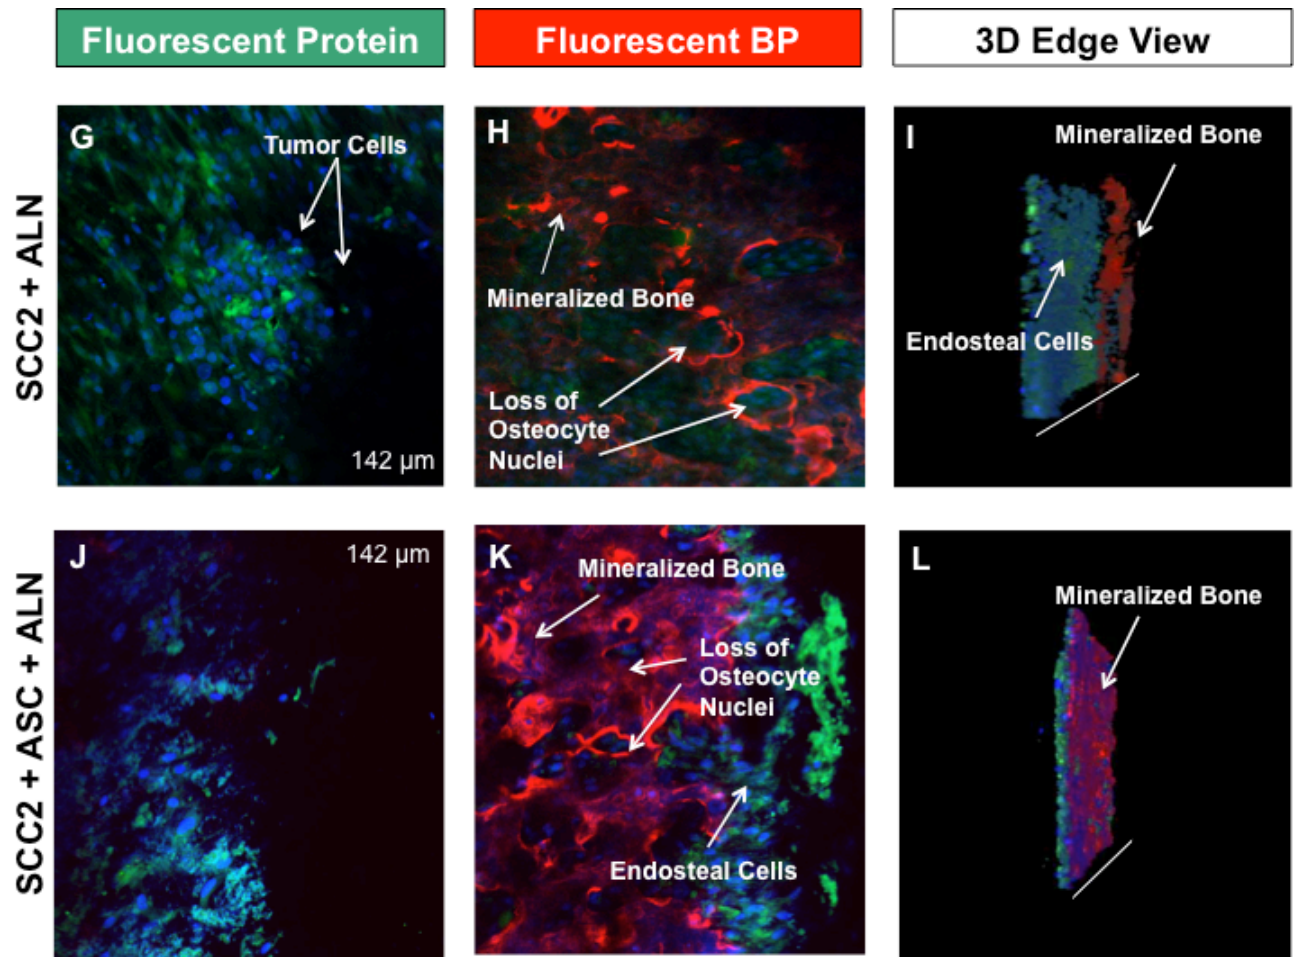 Fluorescent Protein
Fluorescent BP
3D Edge View
SCC2 + ALN
G
Tumor Cells
142 µm
H
Mineralized Bone
Loss of
Osteocyte
Nuclei
I
Mineralized Bone
Endosteal Cells
SCC2 + ASC + ALN
J
142 µm
K
Mineralized Bone
Loss of
Osteocyte
Nuclei
Endosteal Cells
L
Mineralized Bone